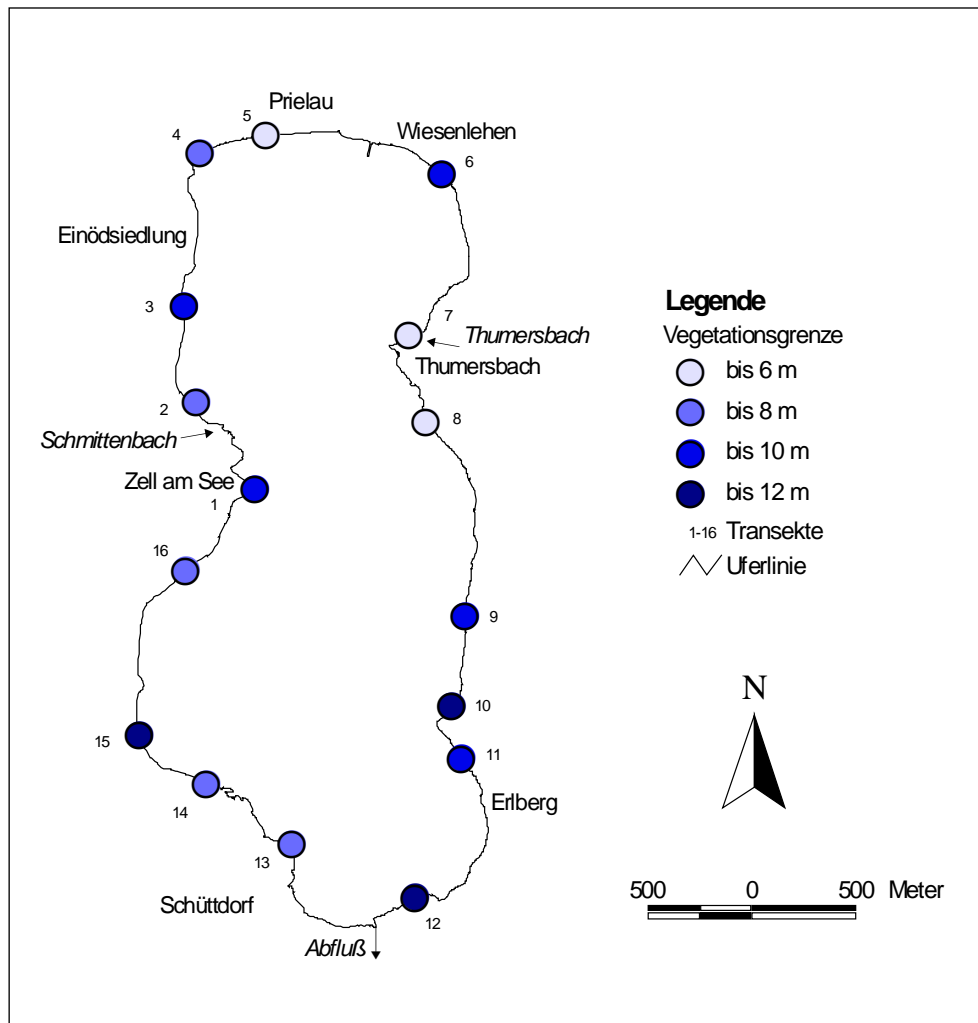 Prielau
5
4
Wiesenlehen
6
Einödsiedlung
3
7
Thumersbach
Thumersbach
2
8
Schmittenbach
Zell am See
1
16
9
10
15
11
14
Erlberg
13
Schüttdorf
12
Abfluß
Legende
Vegetationsgrenze
bis 6 m
bis 8 m
bis 10 m
bis 12 m
1-16 Transekte
Uferlinie
N
500 0 500 Meter